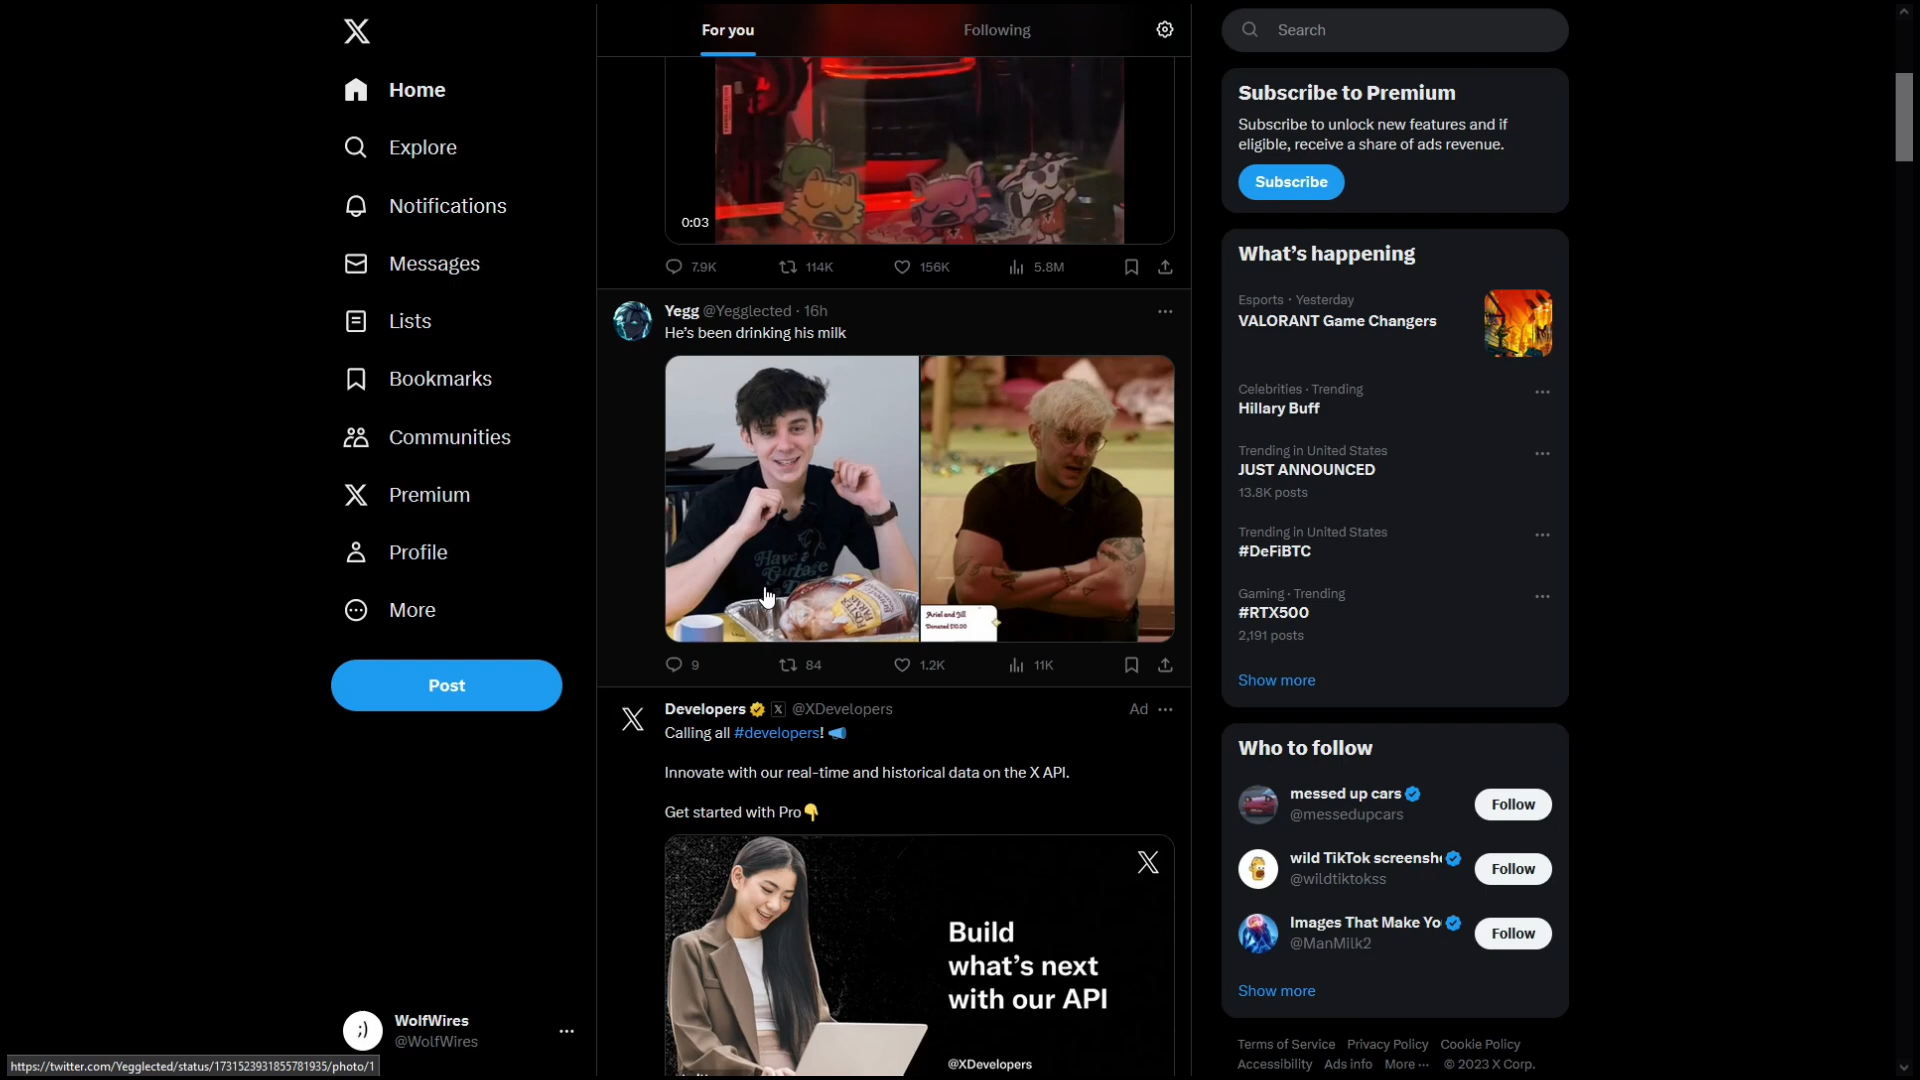 For you
Following
Search
Home
Explore
Notifications
Messages
Lists
Bookmarks
Communities
Premium
Profile
More
Post
WolfWires
@WolfWires
https://twitter.com/Yegglected/status/1731523931855781935/photo/1
0:03
7.9K 114K 156K 5.8M
Yegg @Yegglected · 16h
He's been drinking his milk
Have a
Garbage
Ariel and Jill
Donated $10.00
9 84 1.2K 11K
Developers @XDevelopers Ad
Calling all #developers!
Innovate with our real-time and historical data on the X API.
Get started with Pro
Build
what's next
with our API
@XDevelopers
Subscribe to Premium
Subscribe to unlock new features and if
eligible, receive a share of ads revenue.
Subscribe
What's happening
Esports · Yesterday
VALORANT Game Changers
Celebrities · Trending
Hillary Buff
Trending in United States
JUST ANNOUNCED
13.8K posts
Trending in United States
#DeFiBTC
Gaming · Trending
#RTX500
2,191 posts
Show more
Who to follow
messed up cars
@messedupcars
Follow
wild TikTok screensh
@wildtiktokss
Follow
Images That Make Yo
@ManMilk2
Follow
Show more
Terms of Service Privacy Policy Cookie Policy
Accessibility Ads info More ··· © 2023 X Corp.